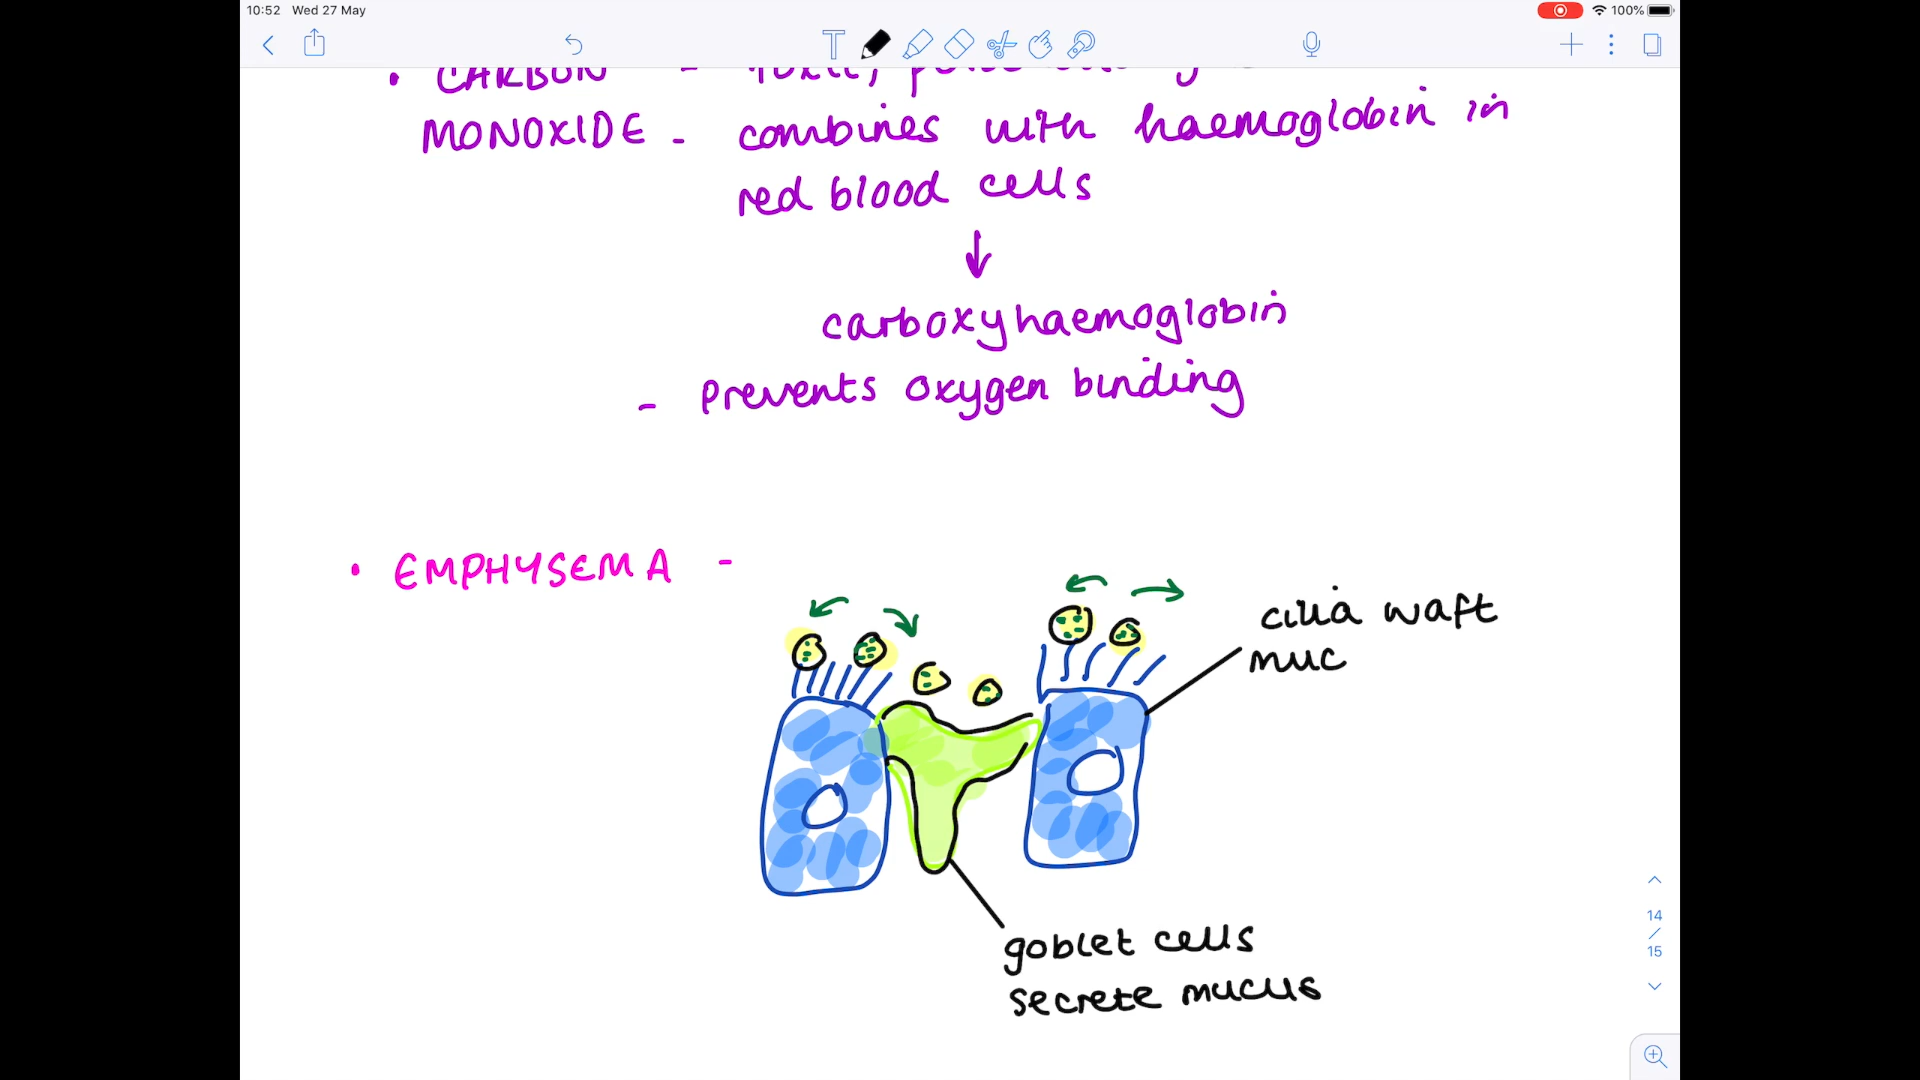 10:52 Wed 27 May
100%
• CARBON -
MONOXIDE - combines with haemoglobin in
red blood cells
↓
carboxyhaemoglobin
- prevents oxygen binding
• EMPHYSEMA -
cilia waft
muc
goblet cells
secrete mucus
14
/
15